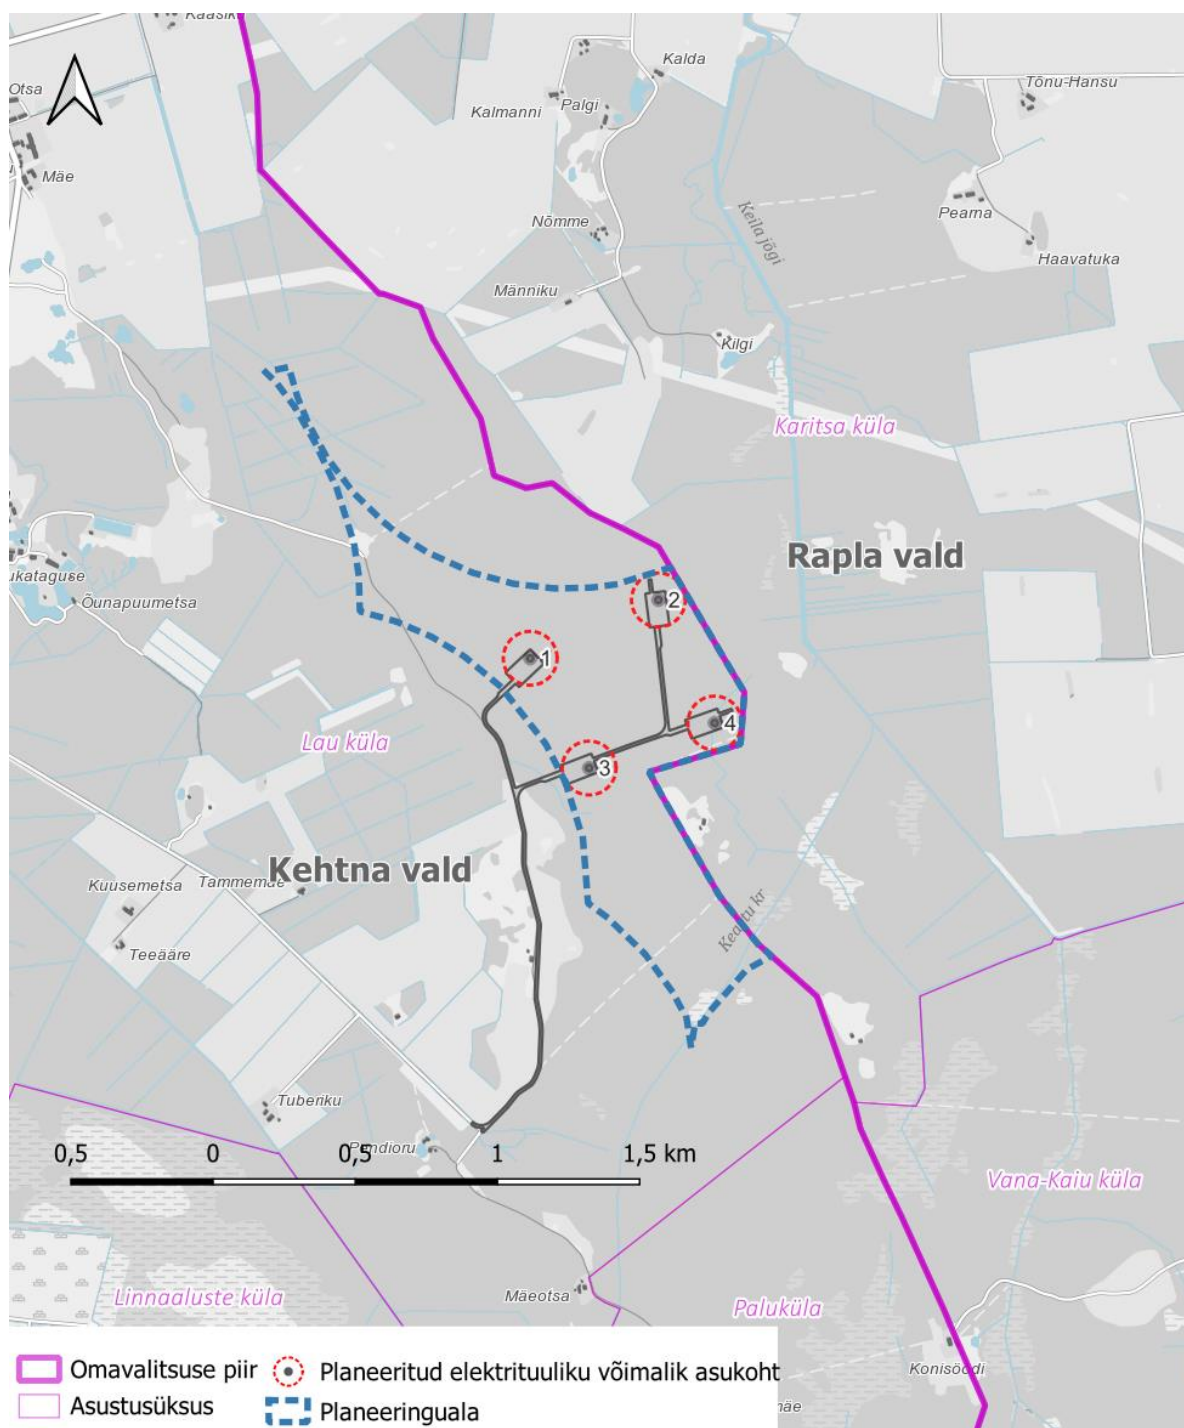 Kaasiku
Otsa
Mäe
Kalda
Palgi
Kalmanni
Tõnu-Hansu
Nõmme
Keila jõgi
Pearna
Haavatuka
Männiku
Kilgi
Karitsa küla
Rapla vald
ukataguse
Õunapuumetsa
1
2
3
4
Lau küla
Kehtna vald
Kuusemetsa
Tammemäe
Teeääre
Keatu kr
Tuberiku
0,5
0
0,5
1
1,5 km
Vana-Kaiu küla
Linnaaluste küla
Mäeotsa
Paluküla
Konisöödi
Omavalitsuse piir
Asustusüksus
Planeeritud elektrituuliku võimalik asukoht
Planeeringuala
mäe